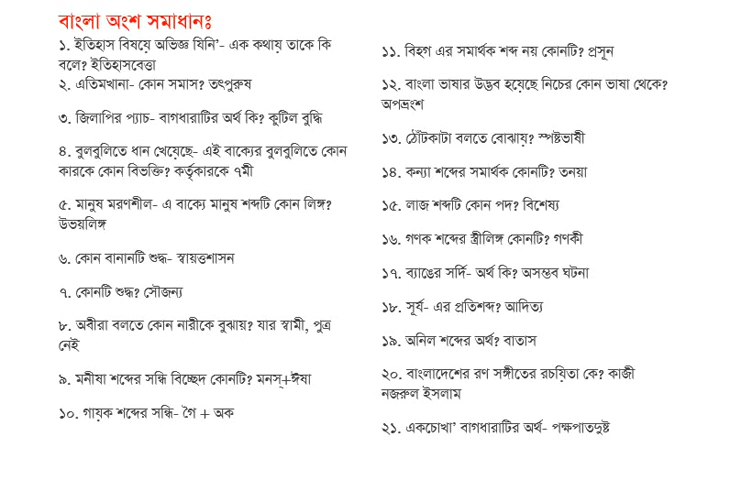 বাংলা অংশ সমাধানঃ
১. ইতিহাস বিষয়ে অভিজ্ঞ যিনি’- এক কথায় তাকে কি
বলে? ইতিহাসবেত্তা
২. এতিমখানা- কোন সমাস? তৎপুরুষ
৩. জিলাপির প্যাচ- বাগধারাটির অর্থ কি? কুটিল বুদ্ধি
৪. বুলবুলিতে ধান খেয়েছে- এই বাক্যের বুলবুলিতে কোন
কারকে কোন বিভক্তি? কর্তৃকারকে ৭মী
৫. মানুষ মরণশীল- এ বাক্যে মানুষ শব্দটি কোন লিঙ্গ?
উভয়লিঙ্গ
৬. কোন বানানটি শুদ্ধ- স্বায়ত্তশাসন
৭. কোনটি শুদ্ধ? সৌজন্য
৮. অবীরা বলতে কোন নারীকে বুঝায়? যার স্বামী, পুত্র
নেই
৯. মনীষা শব্দের সন্ধি বিচ্ছেদ কোনটি? মনস্+ঈষা
১০. গায়ক শব্দের সন্ধি- গৈ + অক
১১. বিহগ এর সমার্থক শব্দ নয় কোনটি? প্রসূন
১২. বাংলা ভাষার উদ্ভব হয়েছে নিচের কোন ভাষা থেকে?
অপভ্রংশ
১৩. ঠোঁটকাটা বলতে বোঝায়? স্পষ্টভাষী
১৪. কন্যা শব্দের সমার্থক কোনটি? তনয়া
১৫. লাজ শব্দটি কোন পদ? বিশেষ্য
১৬. গণক শব্দের স্ত্রীলিঙ্গ কোনটি? গণকী
১৭. ব্যাঙের সর্দি- অর্থ কি? অসম্ভব ঘটনা
১৮. সূর্য- এর প্রতিশব্দ? আদিত্য
১৯. অনিল শব্দের অর্থ? বাতাস
২০. বাংলাদেশের রণ সঙ্গীতের রচয়িতা কে? কাজী
নজরুল ইসলাম
২১. একচোখা’ বাগধারাটির অর্থ- পক্ষপাতদুষ্ট